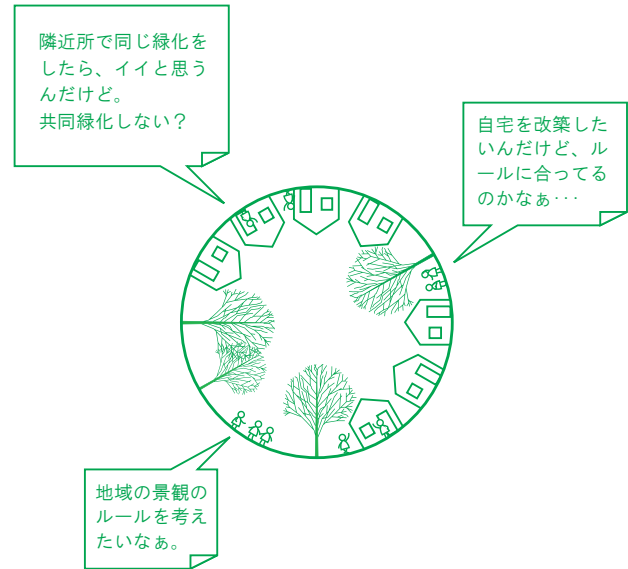 隣近所で同じ緑化を
したら、イイと思う
んだけど。
共同緑化しない？
自宅を改築した
いんだけど、ル
ールに合ってる
のかなぁ･･･
地域の景観の
ルールを考え
たいなぁ。